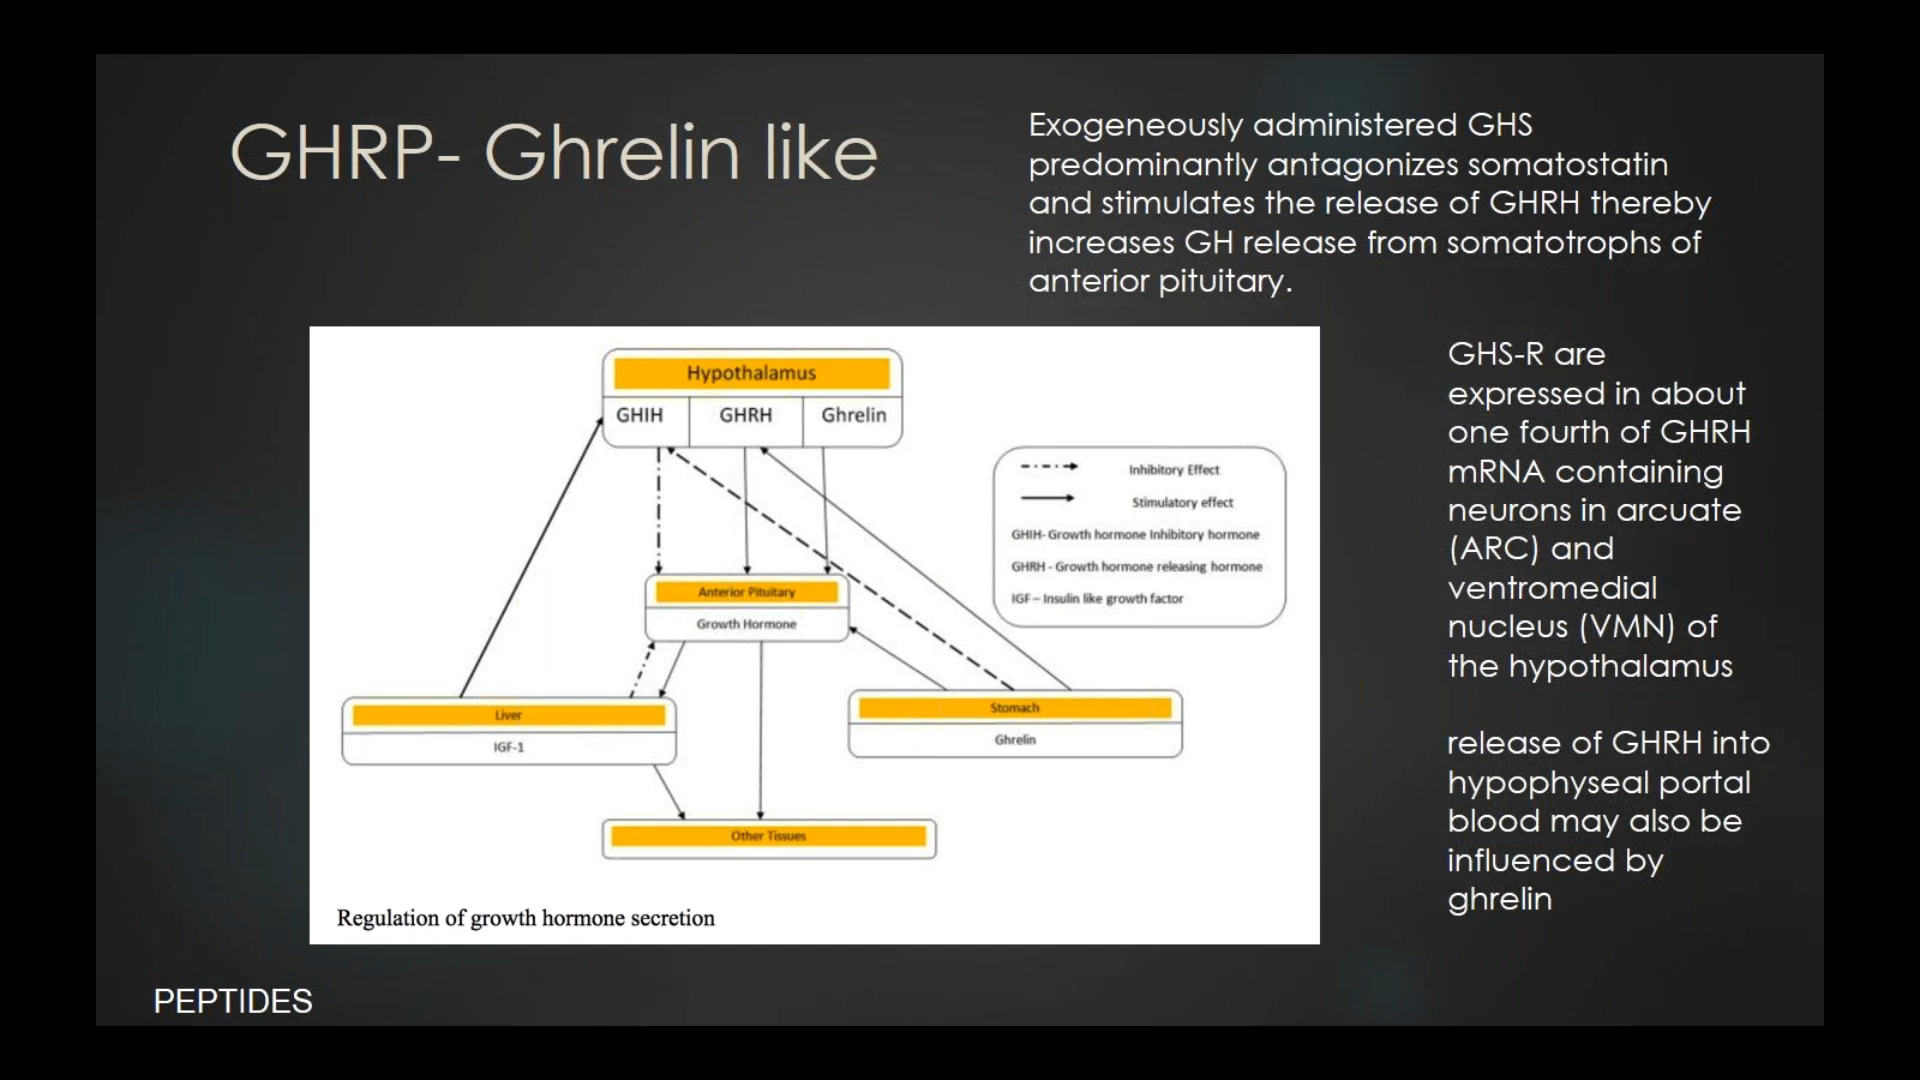 GHRP- Ghrelin like
Exogeneously administered GHS
predominantly antagonizes somatostatin
and stimulates the release of GHRH thereby
increases GH release from somatotrophs of
anterior pituitary.
Hypothalamus
GHIH
GHRH
Ghrelin
Inhibitory Effect
Stimulatory effect
GHIH- Growth hormone Inhibitory hormone
GHRH - Growth hormone releasing hormone
IGF – Insulin like growth factor
Anterior Pituitary
Growth Hormone
Liver
IGF-1
Stomach
Ghrelin
Other Tissues
Regulation of growth hormone secretion
GHS-R are
expressed in about
one fourth of GHRH
mRNA containing
neurons in arcuate
(ARC) and
ventromedial
nucleus (VMN) of
the hypothalamus
release of GHRH into
hypophyseal portal
blood may also be
influenced by
ghrelin
PEPTIDES